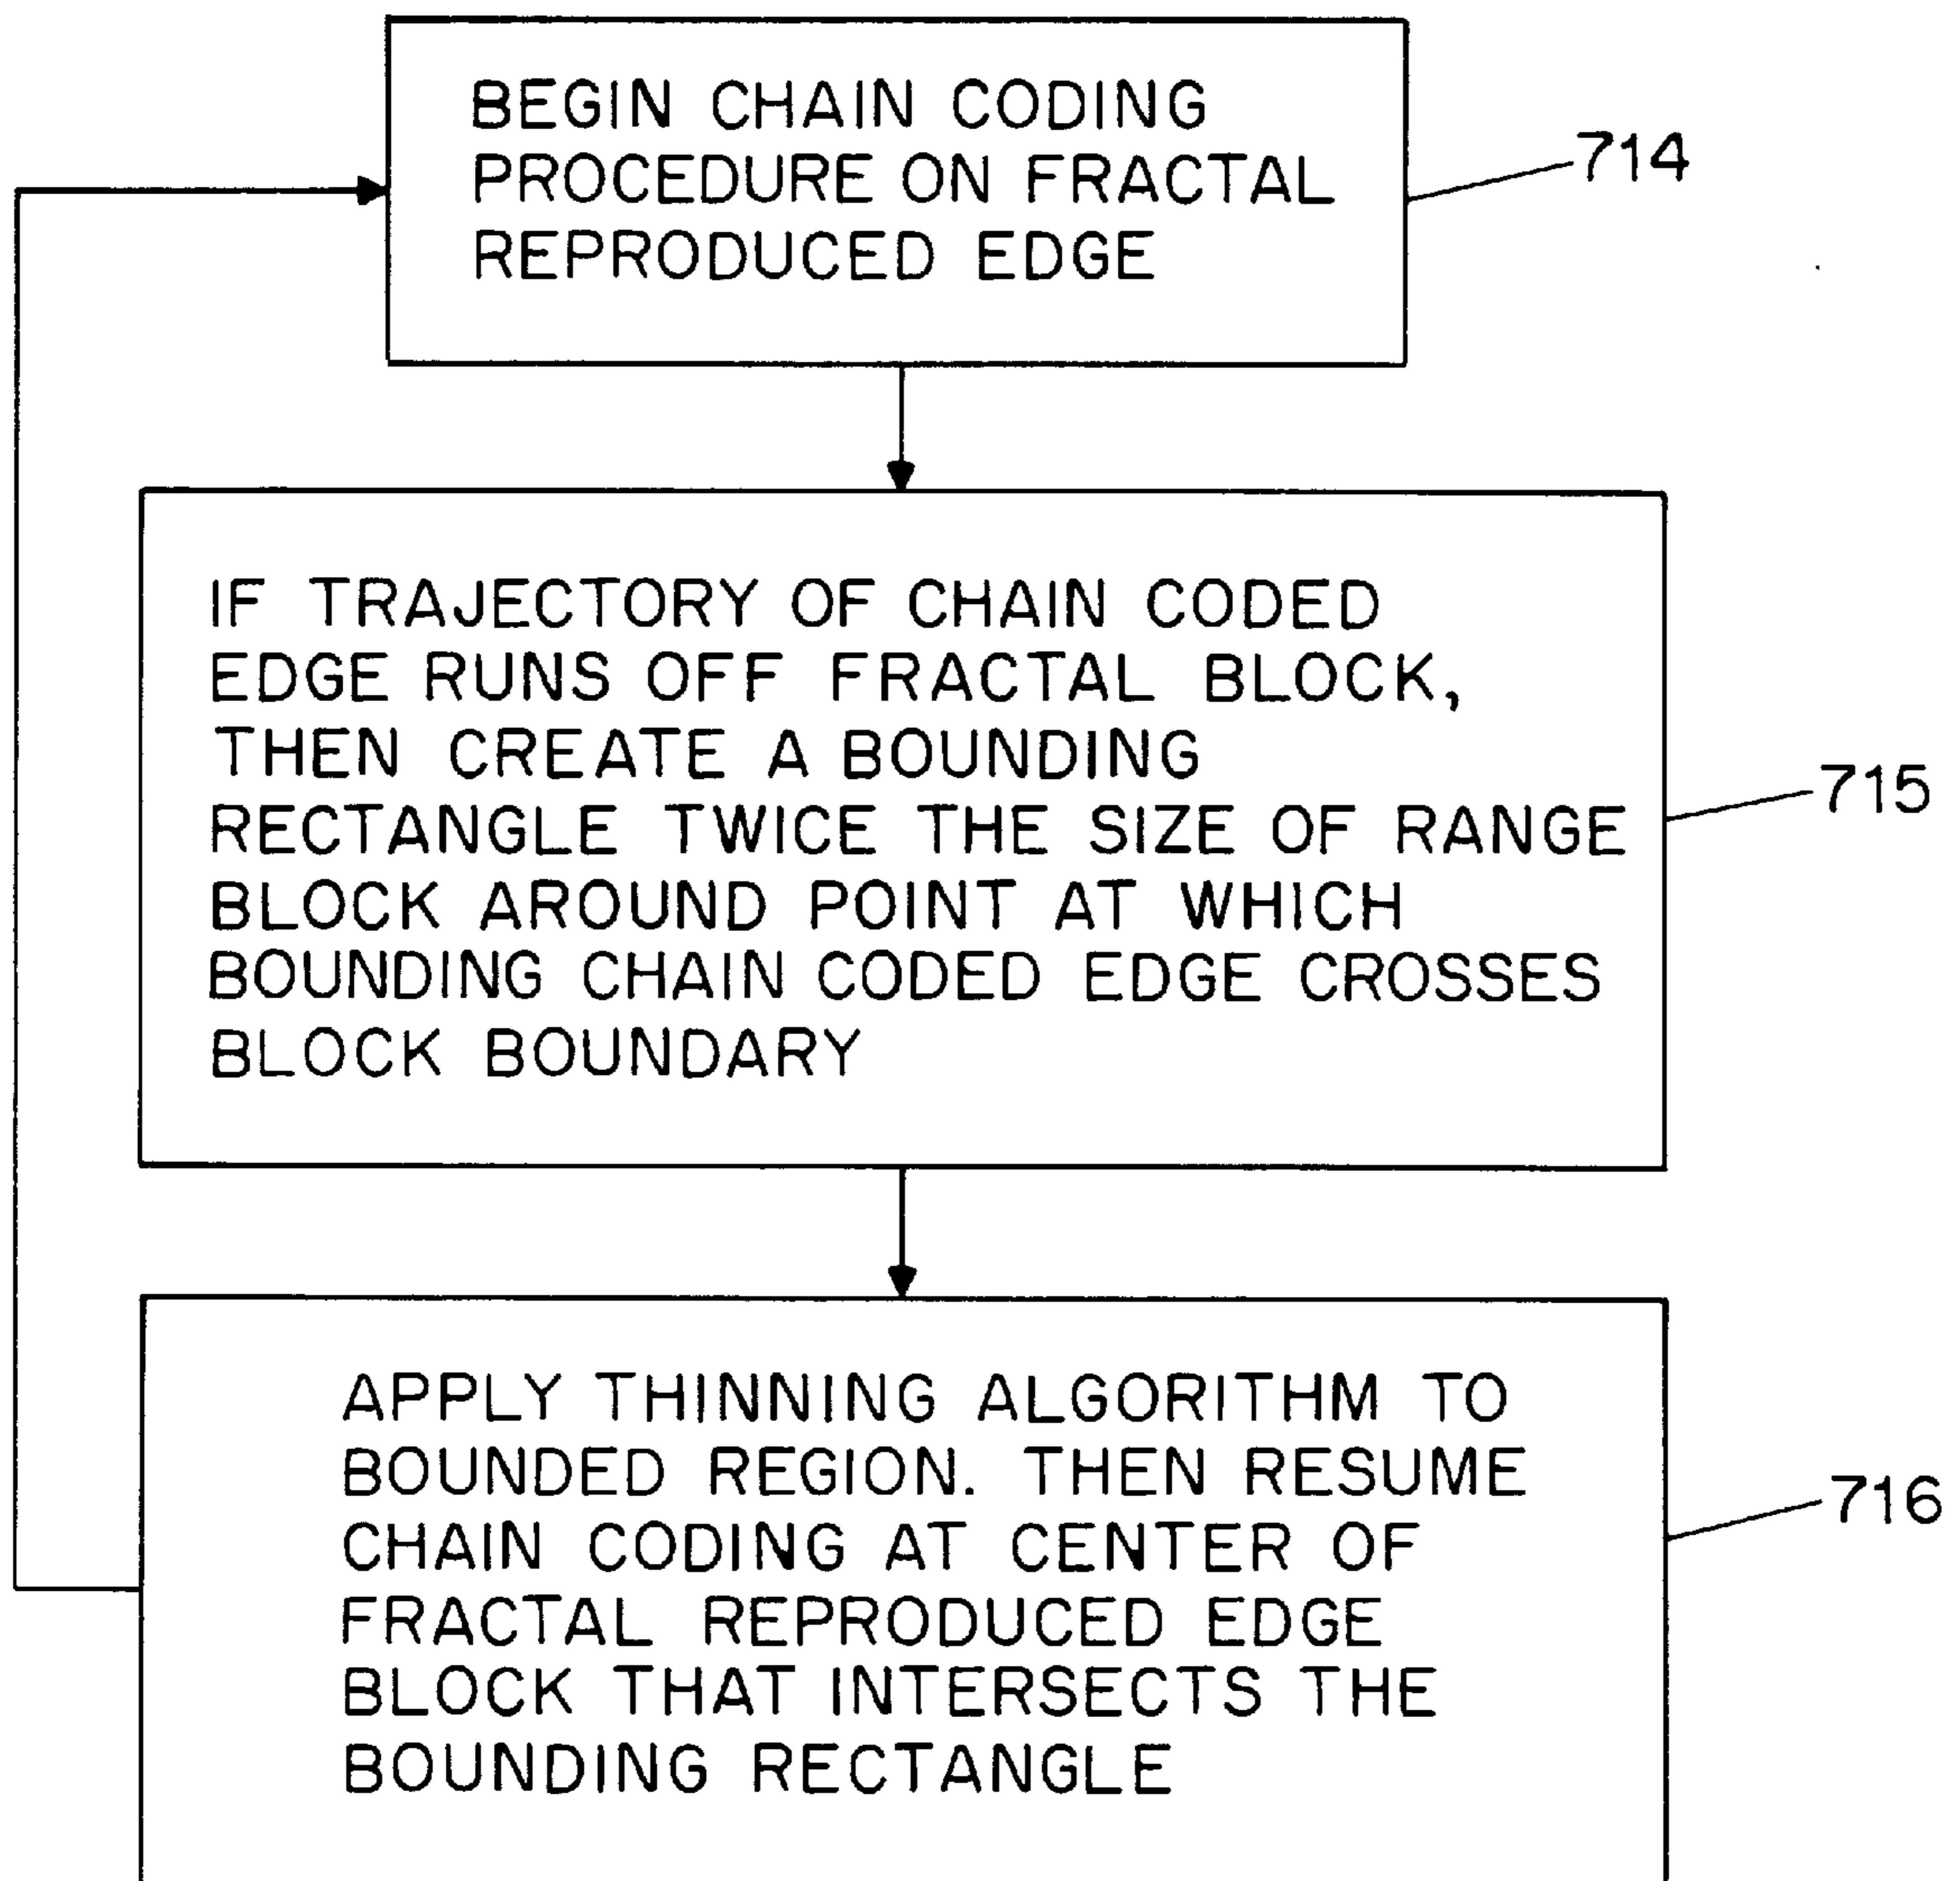 BEGIN CHAIN CODING
PROCEDURE ON FRACTAL
REPRODUCED EDGE
714
IF TRAJECTORY OF CHAIN CODED
EDGE RUNS OFF FRACTAL BLOCK,
THEN CREATE A BOUNDING
RECTANGLE TWICE THE SIZE OF RANGE
BLOCK AROUND POINT AT WHICH
BOUNDING CHAIN CODED EDGE CROSSES
BLOCK BOUNDARY
715
APPLY THINNING ALGORITHM TO
BOUNDED REGION. THEN RESUME
CHAIN CODING AT CENTER OF
FRACTAL REPRODUCED EDGE
BLOCK THAT INTERSECTS THE
BOUNDING RECTANGLE
716